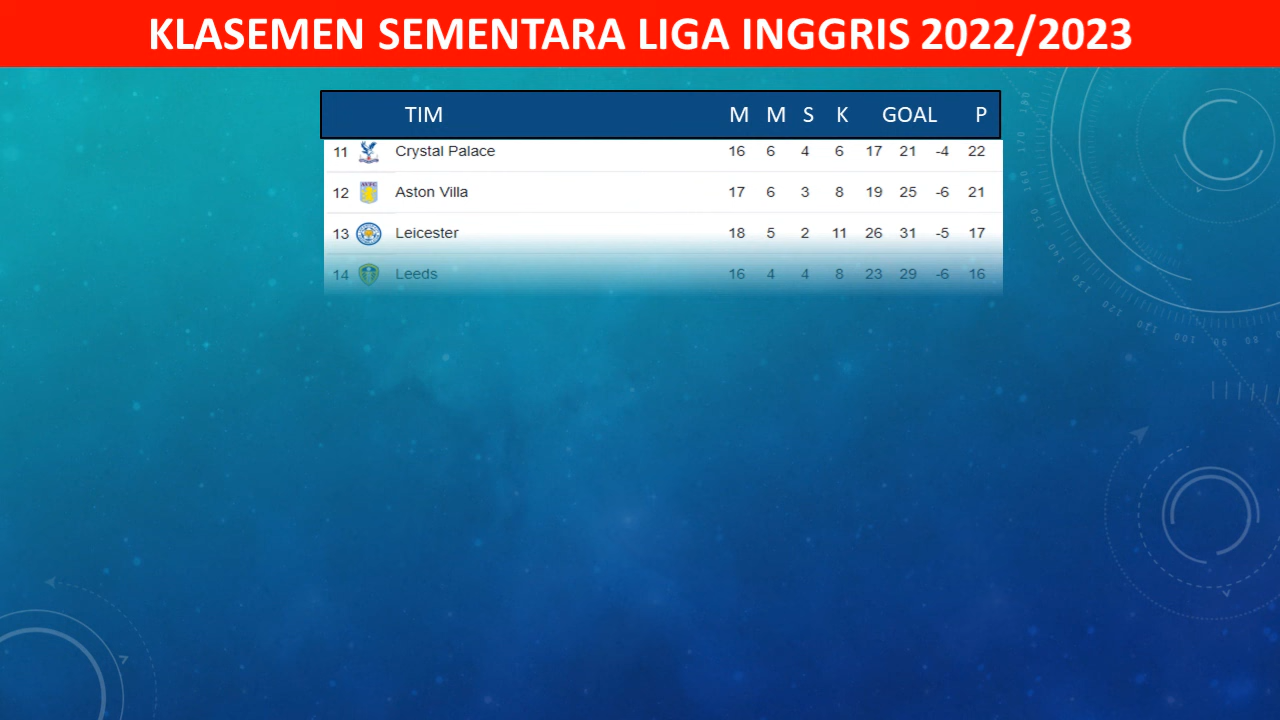 KLASEMEN SEMENTARA LIGA INGGRIS 2022/2023
TIM M M S K GOAL P
11 Crystal Palace 16 6 4 6 17 21 -4 22
12 Aston Villa 17 6 3 8 19 25 -6 21
13 Leicester 18 5 2 11 26 31 -5 17
14 Leeds 16 4 4 8 23 29 -6 16